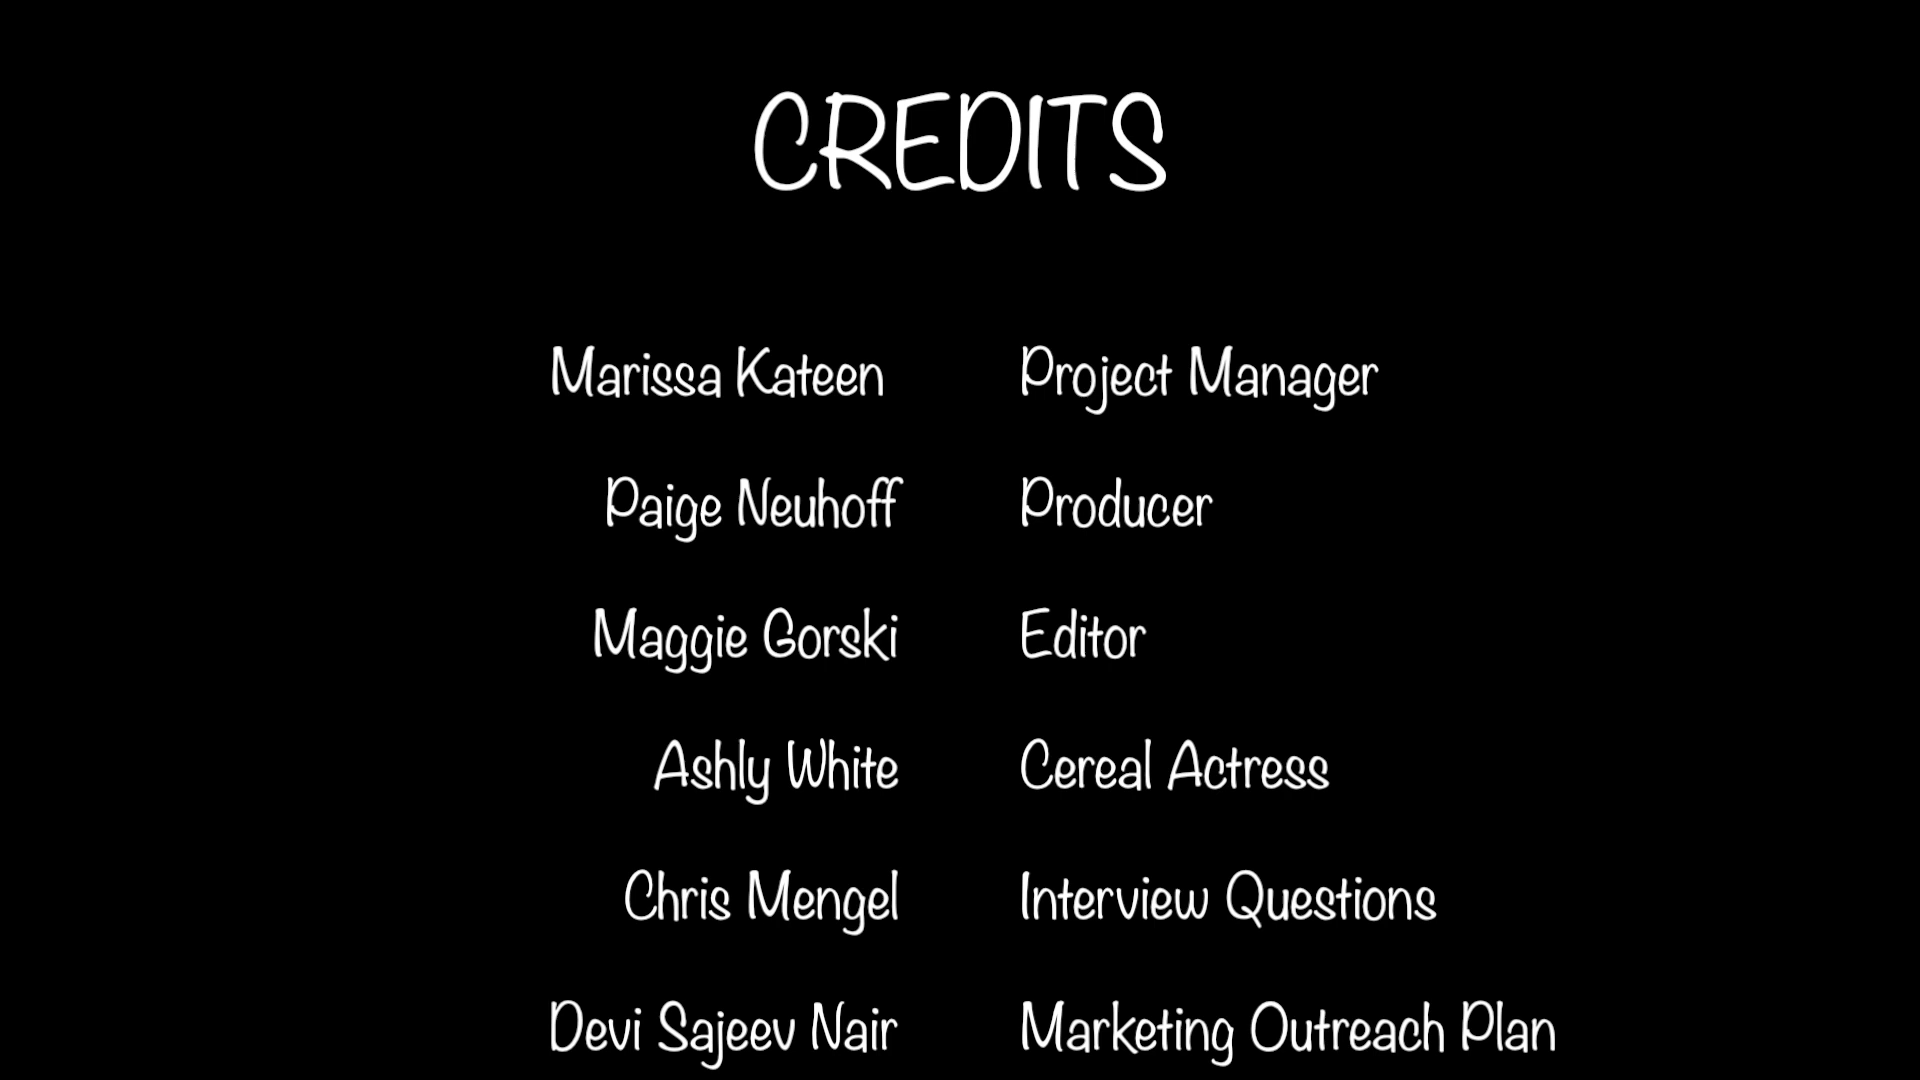 CREDITS
Marissa Kateen Project Manager
Paige Neuhoff Producer
Maggie Gorski Editor
Ashly White Cereal Actress
Chris Mengel Interview Questions
Devi Sajeev Nair Marketing Outreach Plan